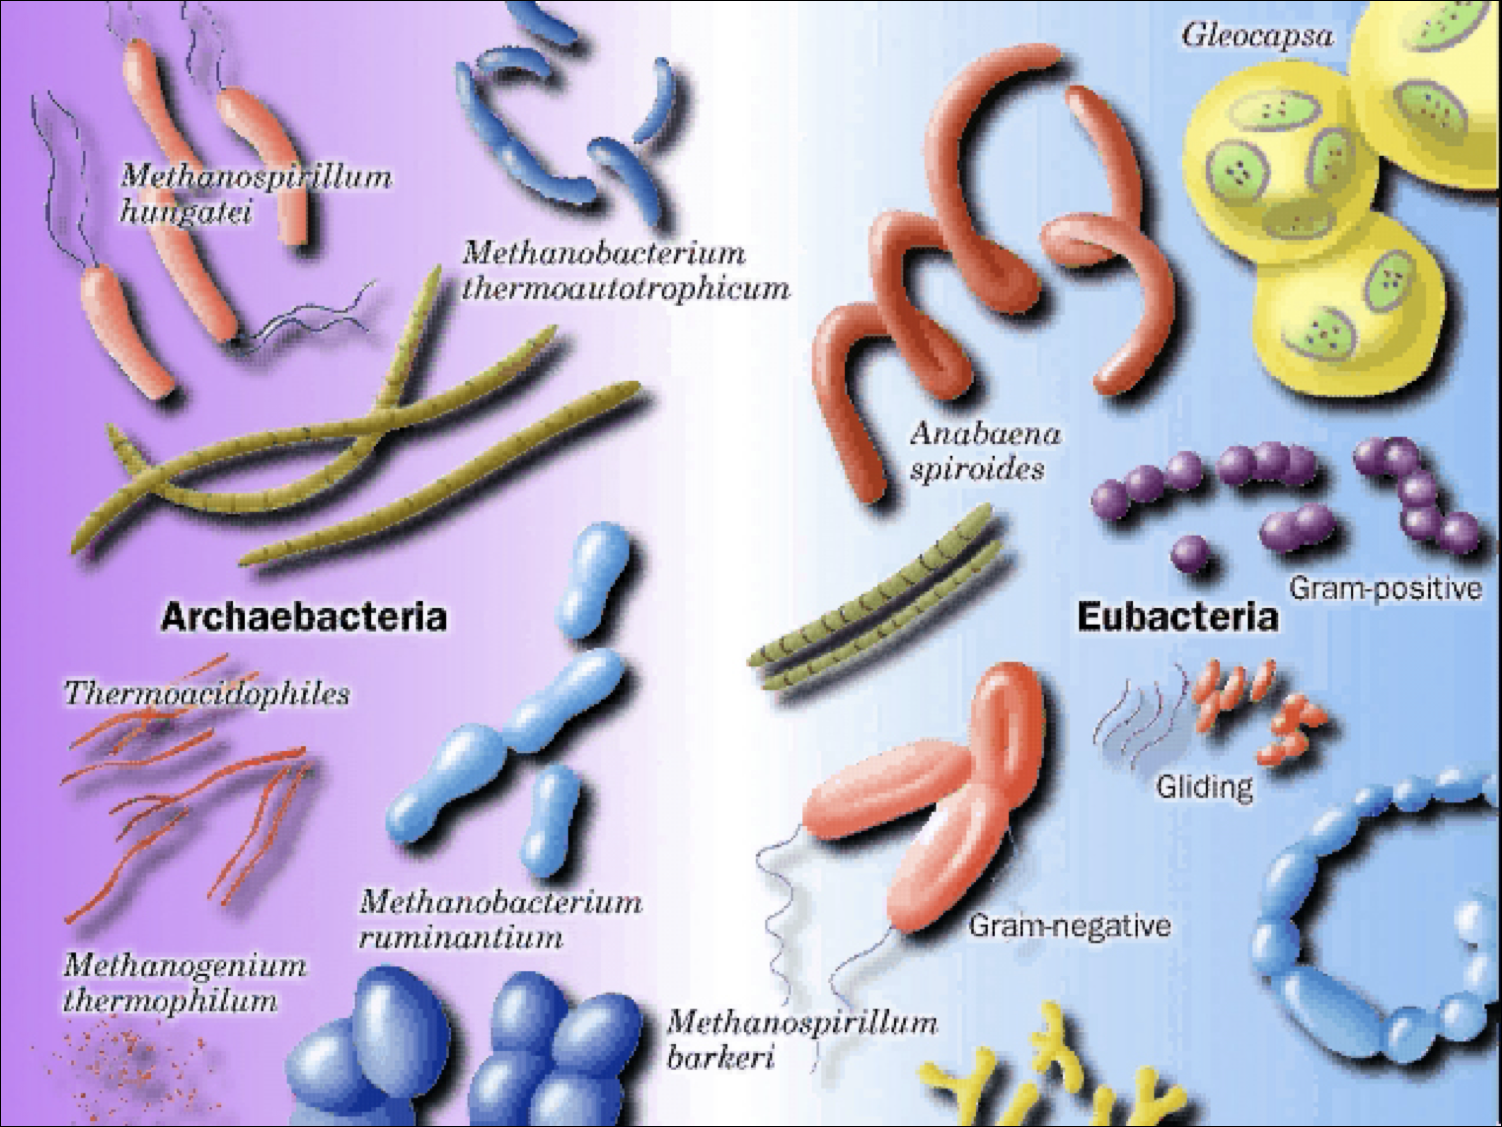 Gleocapsa
Methanospirillum
hungatei
Methanobacterium
thermoautotrophicum
Anabaena
spiroides
Gram-positive
Archaebacteria
Eubacteria
Thermoacidophiles
Gliding
Methanobacterium
ruminantium
Gram-negative
Methanogenium
thermophilum
Methanospirillum
barkeri